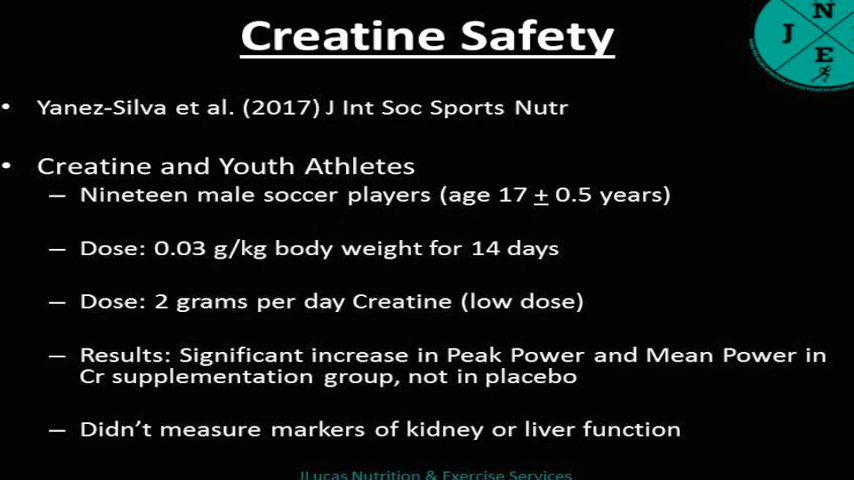 Creatine Safety
N
J
E
• Yanez-Silva et al. (2017) J Int Soc Sports Nutr
• Creatine and Youth Athletes
– Nineteen male soccer players (age 17 ± 0.5 years)
– Dose: 0.03 g/kg body weight for 14 days
– Dose: 2 grams per day Creatine (low dose)
– Results: Significant increase in Peak Power and Mean Power in
Cr supplementation group, not in placebo
– Didn’t measure markers of kidney or liver function
JLucas Nutrition & Exercise Services